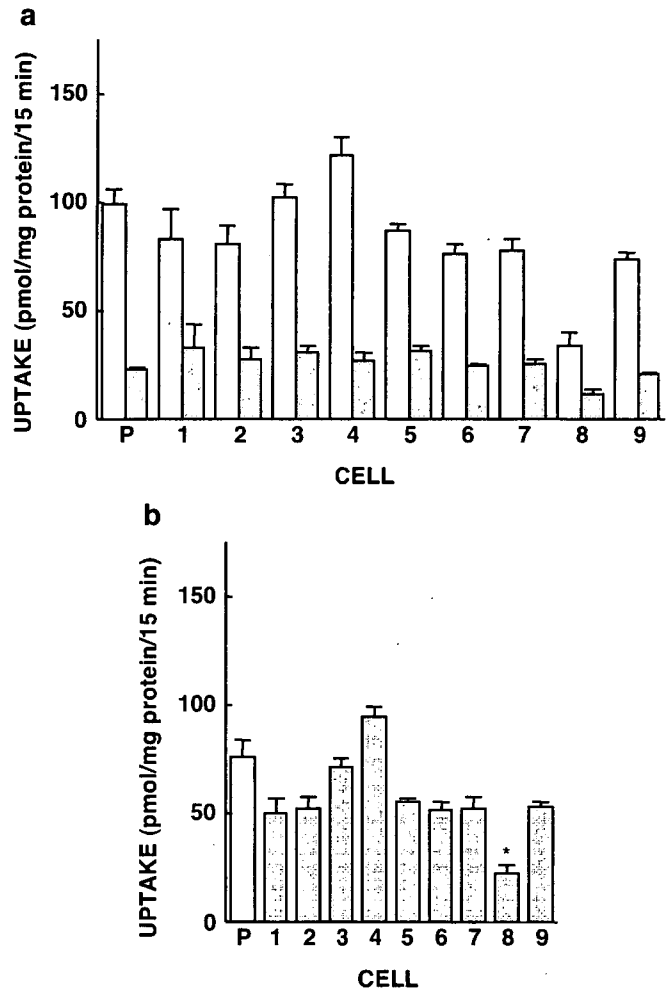 a
UPTAKE (pmol/mg protein/15 min)
150
100
50
0
P 1 2 3 4 5 6 7 8 9
CELL
b
UPTAKE (pmol/mg protein/15 min)
150
100
50
0
*
P 1 2 3 4 5 6 7 8 9
CELL